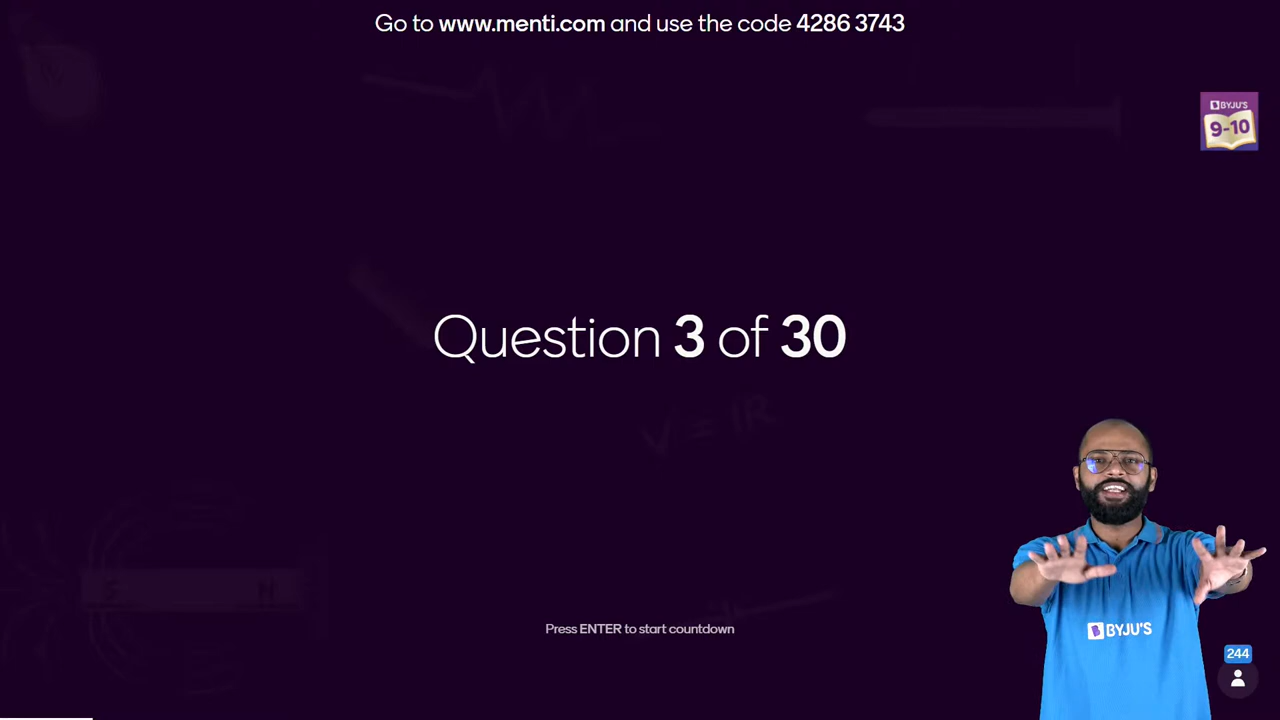 Go to www.menti.com and use the code 4286 3743
BYJU'S
9-10
Question 3 of 30
V = IR
S
N
Press ENTER to start countdown
BYJU'S
244